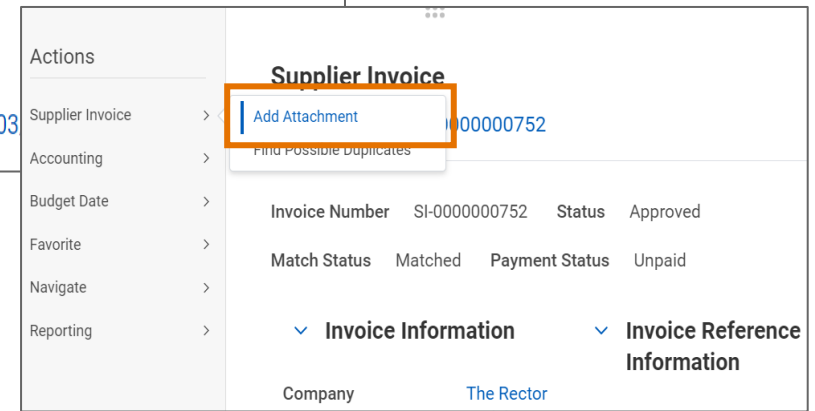 Actions
Supplier Invoice
Accounting
Budget Date
Favorite
Navigate
Reporting
Add Attachment
Find Possible Duplicates
Supplier Invoice
0000000752
Invoice Number SI-0000000752 Status Approved
Match Status Matched Payment Status Unpaid
Invoice Information
Invoice Reference
Information
Company The Rector
03